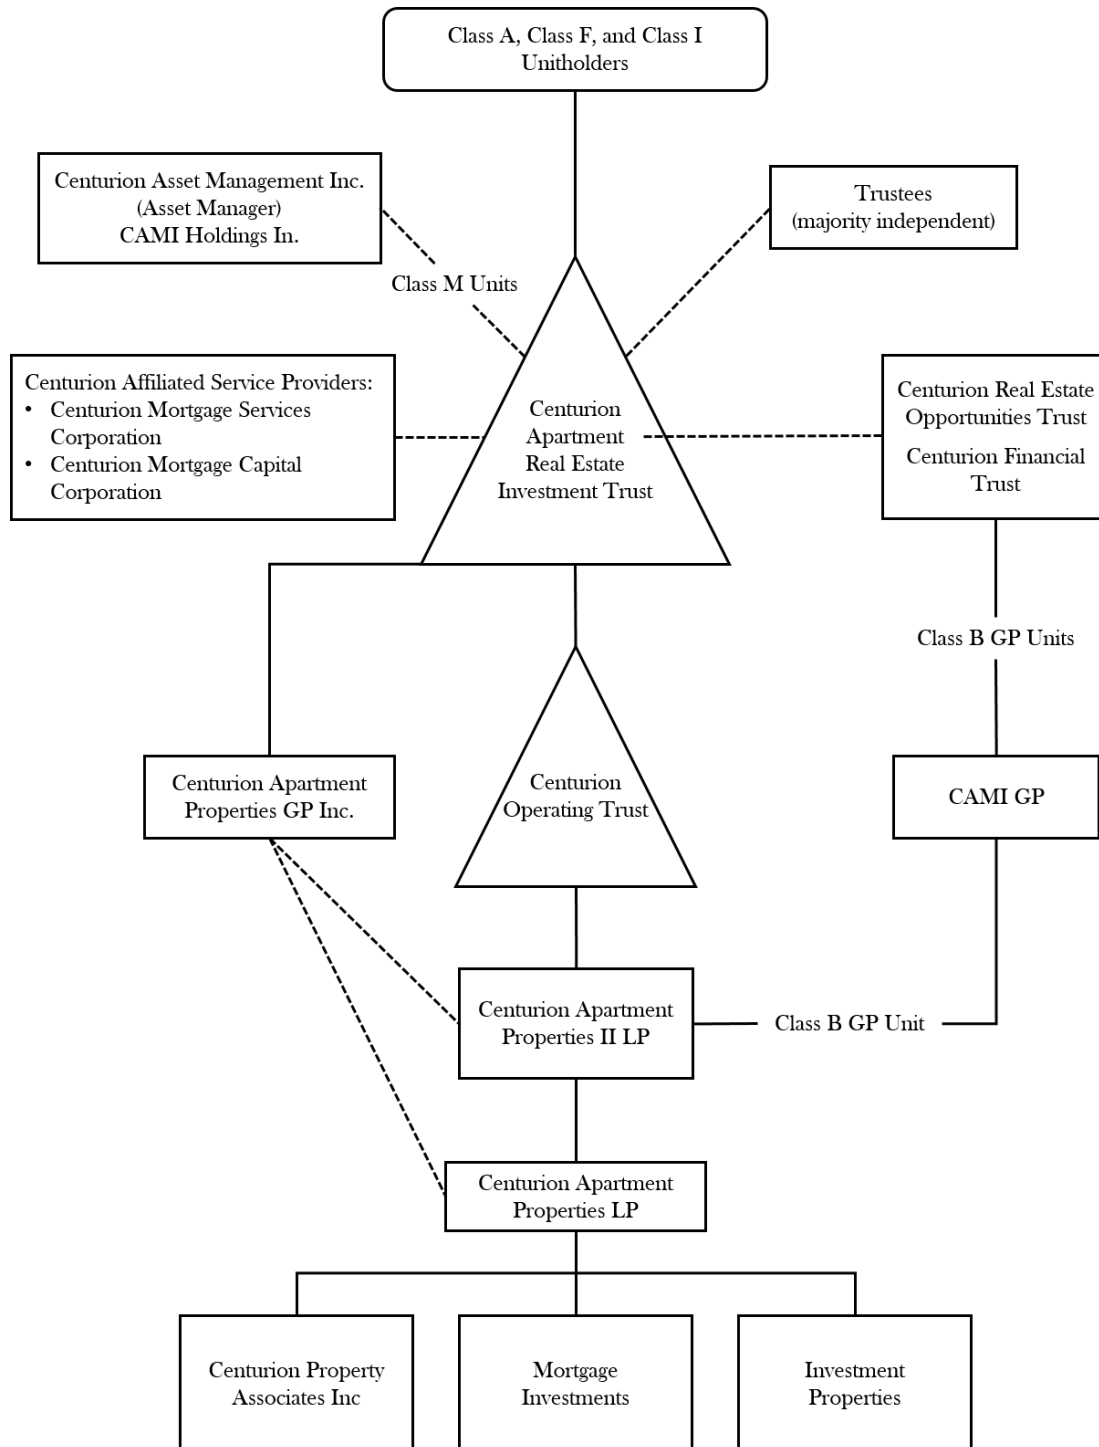 Class A, Class F, and Class I
Unitholders
Centurion Asset Management Inc.
(Asset Manager)
CAMI Holdings In.
Trustees
(majority independent)
Class M Units
Centurion Affiliated Service Providers:
• Centurion Mortgage Services
Corporation
• Centurion Mortgage Capital
Corporation
Centurion
Apartment
Real Estate
Investment Trust
Centurion Real Estate
Opportunities Trust
Centurion Financial
Trust
Class B GP Units
Centurion Apartment
Properties GP Inc.
Centurion
Operating Trust
CAMI GP
Centurion Apartment
Properties II LP
Class B GP Unit
Centurion Apartment
Properties LP
Centurion Property
Associates Inc
Mortgage
Investments
Investment
Properties